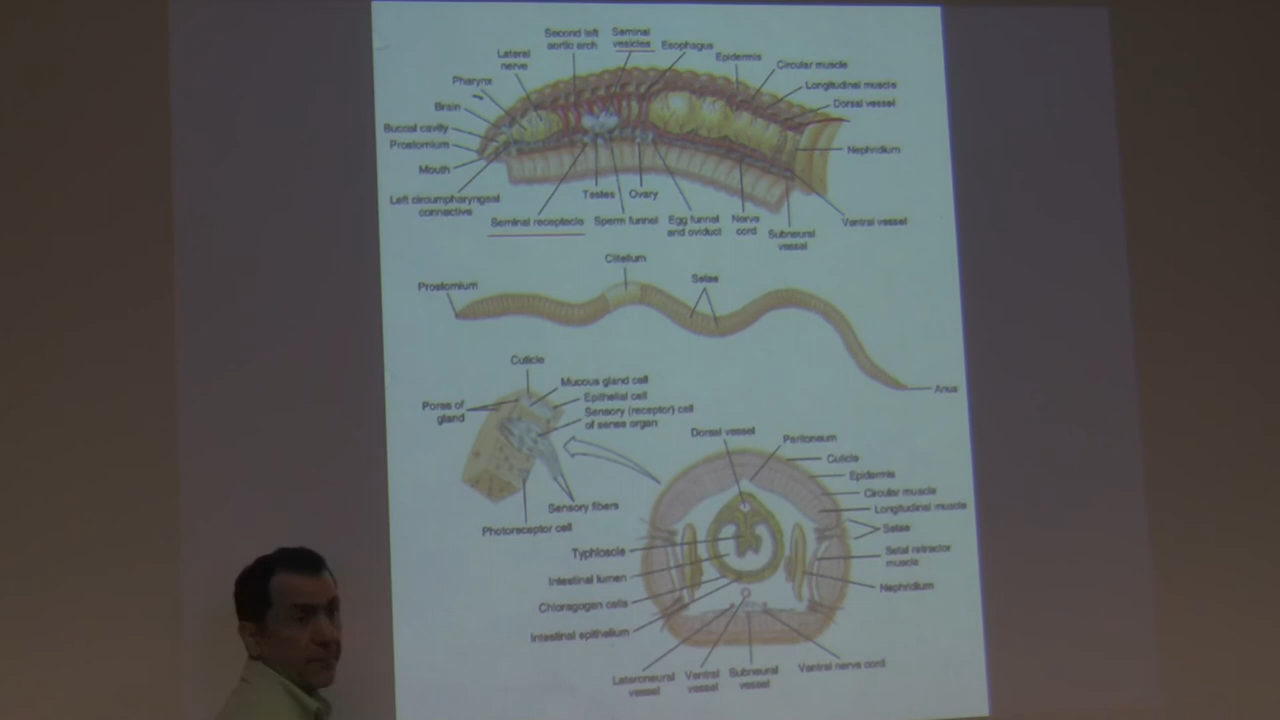 Second left
aortic arch
Seminal
vesicles
Esophagus
Lateral
nerve
Epidermis
Circular muscle
Pharynx
Longitudinal muscle
Brain
Dorsal vessel
Buccal cavity
Prostomium
Nephridium
Mouth
Left circumpharyngeal
connective
Testes
Ovary
Seminal receptacle
Sperm funnel
Egg funnel
and oviduct
Nerve
cord
Subneural
vessel
Ventral vessel
Clitellum
Prostomium
Setae
Anus
Cuticle
Mucous gland cell
Epithelial cell
Pores of
gland
Sensory (receptor) cell
of sense organ
Sensory fibers
Photoreceptor cell
Dorsal vessel
Peritoneum
Cuticle
Epidermis
Circular muscle
Longitudinal muscle
Setae
Typhlosole
Setal retractor
muscle
Intestinal lumen
Nephridium
Chloragogen cells
Intestinal epithelium
Lateroneural
vessel
Ventral
vessel
Subneural
vessel
Ventral nerve cord